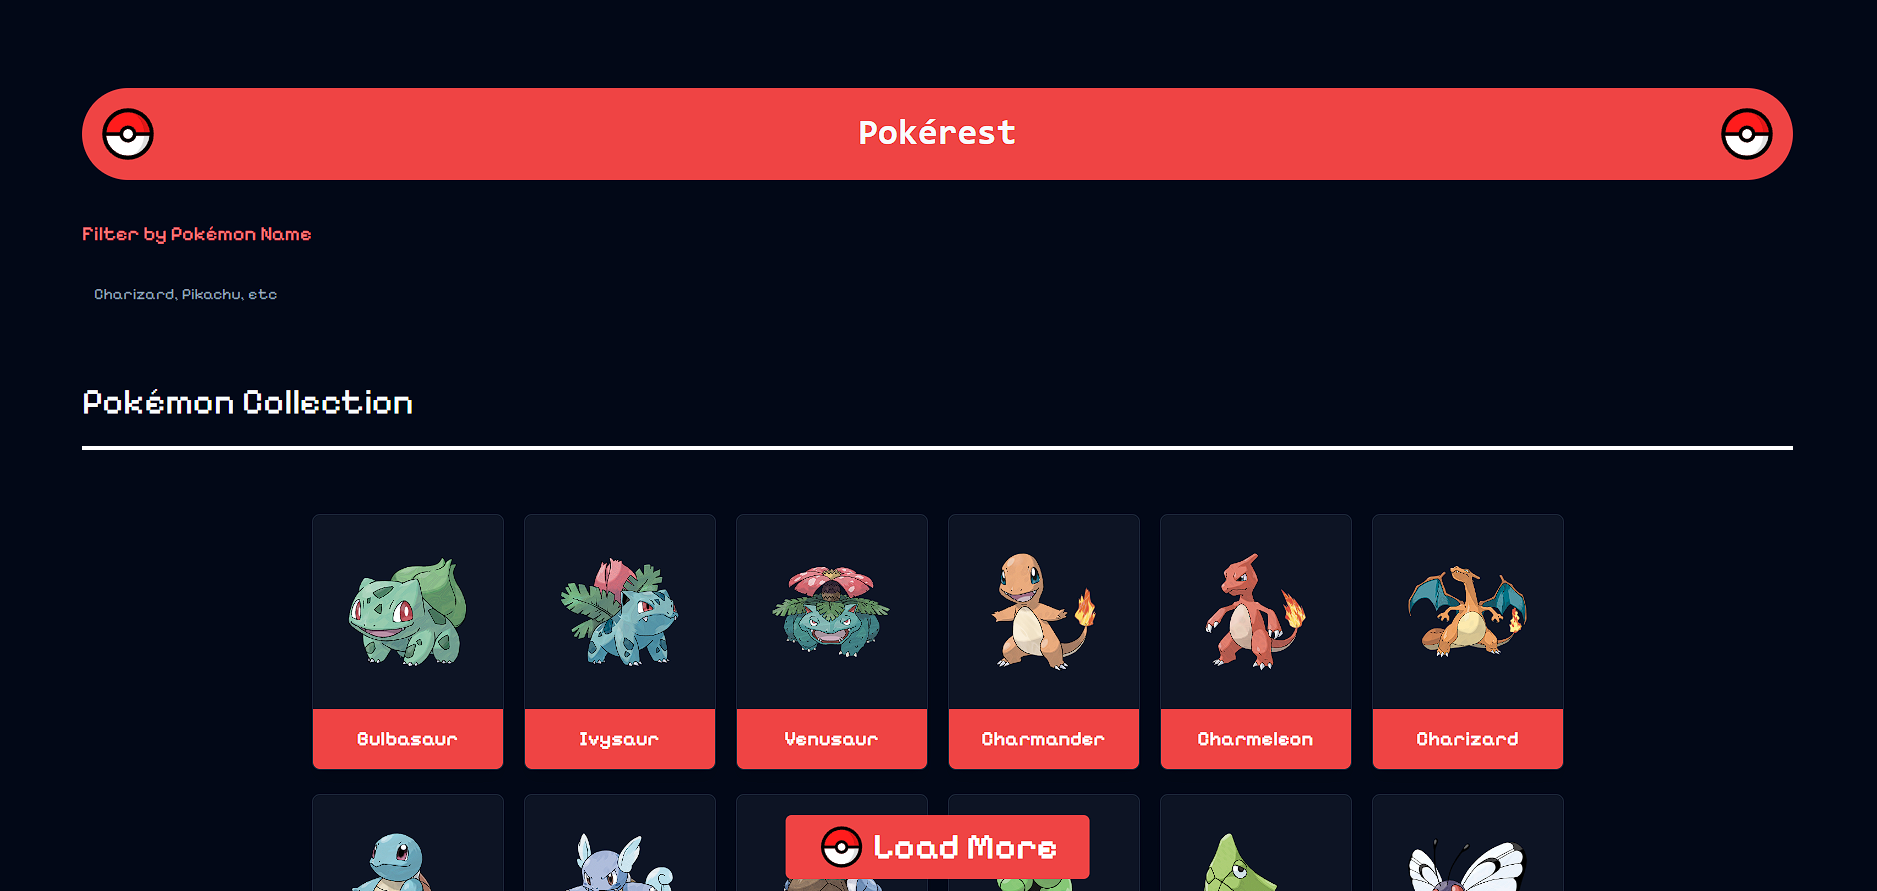 Pokérest
Filter by Pokémon Name
Charizard, Pikachu, etc
Pokémon Collection
Bulbasaur
Ivysaur
Venusaur
Charmander
Charmeleon
Charizard
Load More